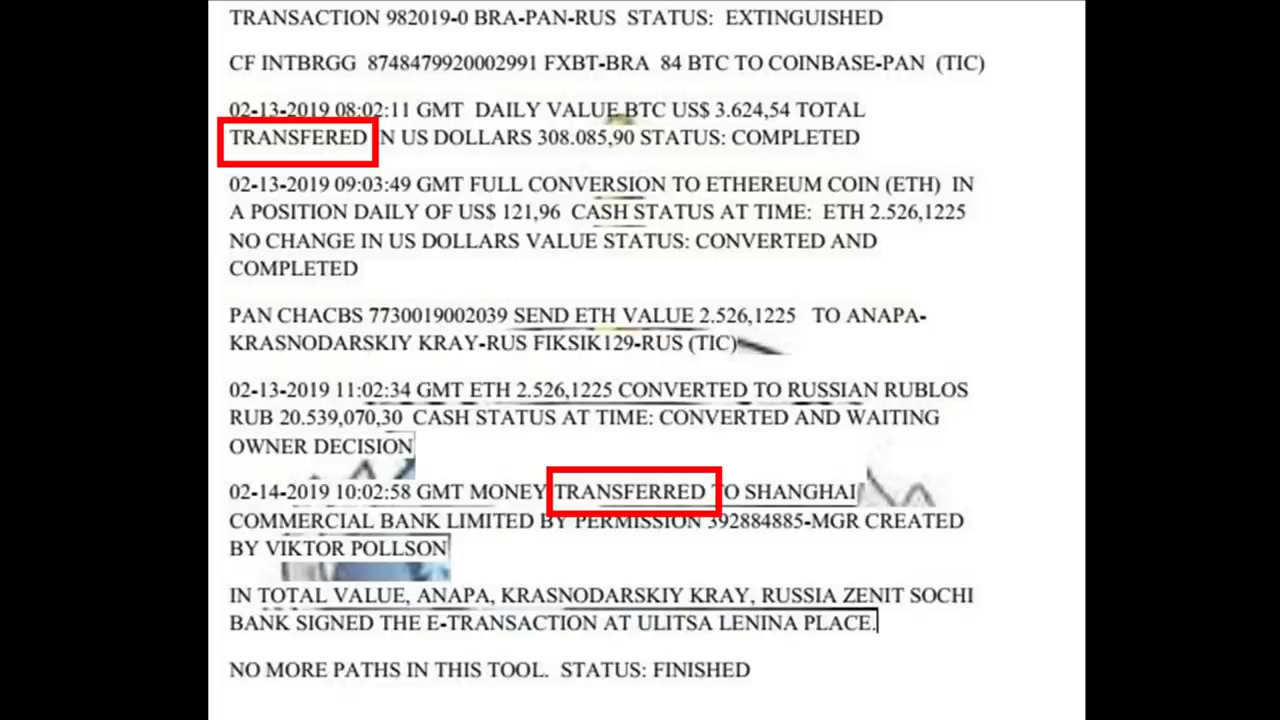 TRANSACTION 982019-0 BRA-PAN-RUS STATUS: EXTINGUISHED
CF INTBRGG 8748479920002991 FXBT-BRA 84 BTC TO COINBASE-PAN (TIC)
02-13-2019 08:02:11 GMT DAILY VALUE BTC US$ 3.624,54 TOTAL
TRANSFERED IN US DOLLARS 308.085,90 STATUS: COMPLETED
02-13-2019 09:03:49 GMT FULL CONVERSION TO ETHEREUM COIN (ETH) IN
A POSITION DAILY OF US$ 121,96 CASH STATUS AT TIME: ETH 2.526,1225
NO CHANGE IN US DOLLARS VALUE STATUS: CONVERTED AND
COMPLETED
PAN CHACBS 7730019002039 SEND ETH VALUE 2.526,1225 TO ANAPA-
KRASNODARSKIY KRAY-RUS FIKSIK129-RUS (TIC)
02-13-2019 11:02:34 GMT ETH 2.526,1225 CONVERTED TO RUSSIAN RUBLOS
RUB 20.539,070,30 CASH STATUS AT TIME: CONVERTED AND WAITING
OWNER DECISION
02-14-2019 10:02:58 GMT MONEY TRANSFERRED TO SHANGHAI
COMMERCIAL BANK LIMITED BY PERMISSION 392884885-MGR CREATED
BY VIKTOR POLLSON
IN TOTAL VALUE, ANAPA, KRASNODARSKIY KRAY, RUSSIA ZENIT SOCHI
BANK SIGNED THE E-TRANSACTION AT ULITSA LENINA PLACE.
NO MORE PATHS IN THIS TOOL. STATUS: FINISHED